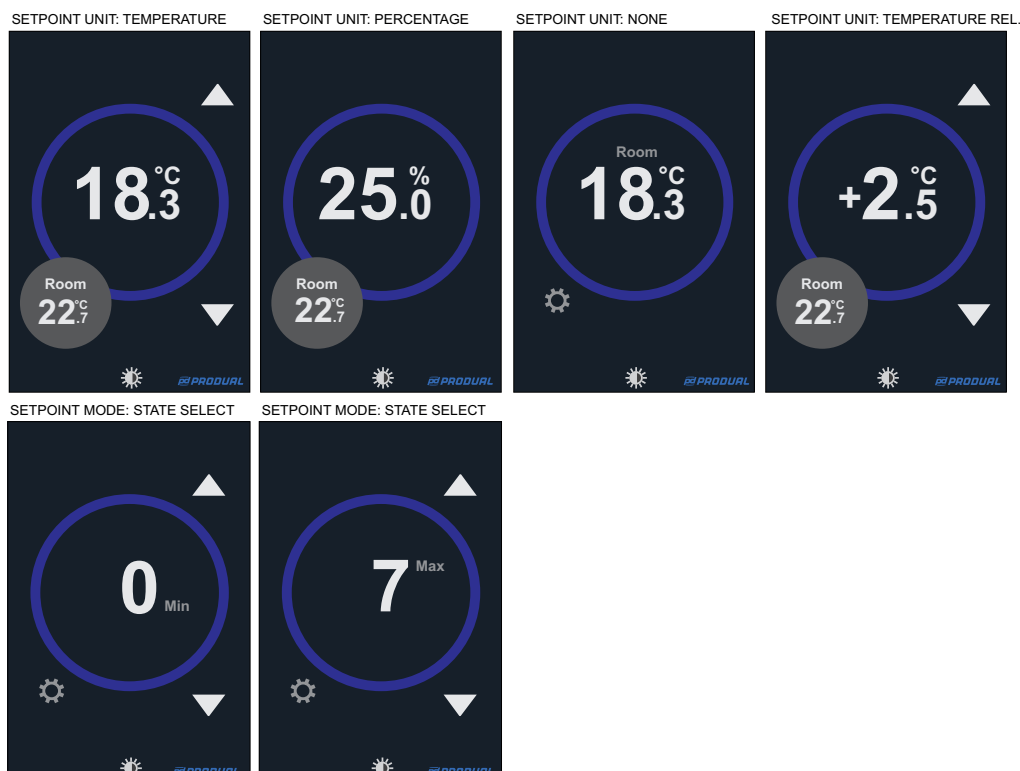 SETPOINT UNIT: TEMPERATURE
18.3 °C
Room
22.7 °C
PRODUAL
SETPOINT UNIT: PERCENTAGE
25.0 %
Room
22.7 °C
PRODUAL
SETPOINT UNIT: NONE
Room
18.3 °C
PRODUAL
SETPOINT UNIT: TEMPERATURE REL.
+2.5 °C
Room
22.7 °C
PRODUAL
SETPOINT MODE: STATE SELECT
0 Min
PRODUAL
SETPOINT MODE: STATE SELECT
7 Max
PRODUAL